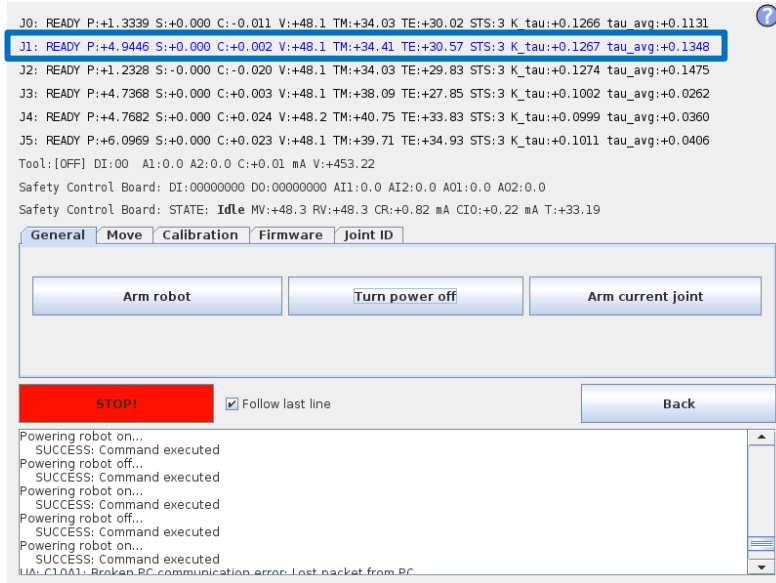 J0: READY P:+1.3339 S:+0.000 C:-0.011 V:+48.1 TM:+34.03 TE:+30.02 STS:3 K_tau:+0.1266 tau_avg:+0.1131
?
J1: READY P:+4.9446 S:+0.000 C:+0.002 V:+48.1 TM:+34.41 TE:+30.57 STS:3 K_tau:+0.1267 tau_avg:+0.1348
J2: READY P:+1.2328 S:-0.000 C:-0.020 V:+48.1 TM:+34.03 TE:+29.83 STS:3 K_tau:+0.1274 tau_avg:+0.1475
J3: READY P:+4.7368 S:+0.000 C:+0.003 V:+48.1 TM:+38.09 TE:+27.85 STS:3 K_tau:+0.1002 tau_avg:+0.0262
J4: READY P:+4.7682 S:+0.000 C:+0.024 V:+48.2 TM:+40.75 TE:+33.83 STS:3 K_tau:+0.0999 tau_avg:+0.0360
J5: READY P:+6.0969 S:+0.000 C:+0.023 V:+48.1 TM:+39.71 TE:+34.93 STS:3 K_tau:+0.1011 tau_avg:+0.0406
Tool:[OFF] DI:00 A1:0.0 A2:0.0 C:+0.01 mA V:+453.22
Safety Control Board: DI:00000000 DO:00000000 AI1:0.0 AI2:0.0 AO1:0.0 AO2:0.0
Safety Control Board: STATE: Idle MV:+48.3 RV:+48.3 CR:+0.82 mA CIO:+0.22 mA T:+33.19
General Move Calibration Firmware Joint ID
Arm robot Turn power off Arm current joint
STOP! Follow last line Back
Powering robot on...
SUCCESS: Command executed
Powering robot off...
SUCCESS: Command executed
Powering robot on...
SUCCESS: Command executed
Powering robot off...
SUCCESS: Command executed
Powering robot on...
SUCCESS: Command executed
UA: C10A1: Broken PC communication error: Lost packet from PC